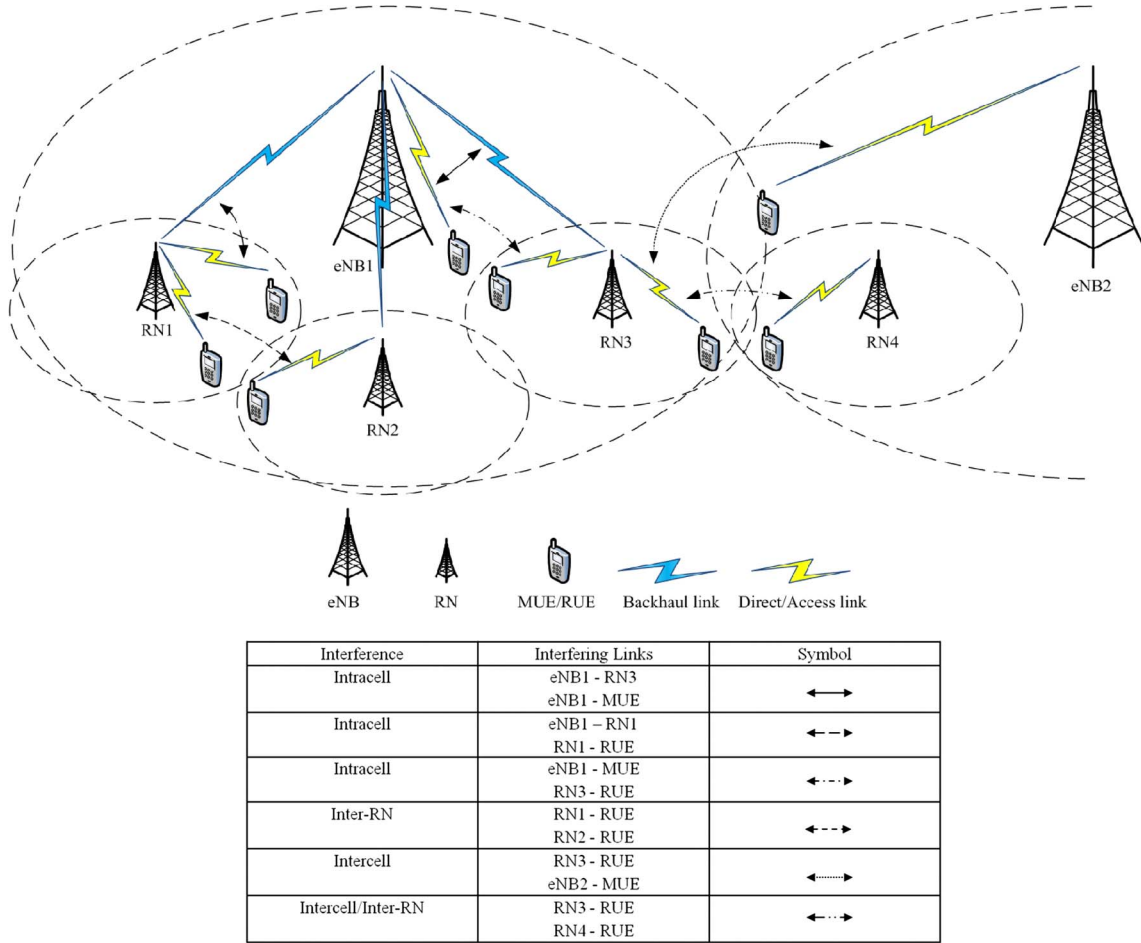 eNB1
eNB2
RN1
RN3
RN4
RN2
eNB
RN
MUE/RUE
Backhaul link
Direct/Access link
Interference Interfering Links Symbol
Intracell eNB1 - RN3
eNB1 - MUE
Intracell eNB1 – RN1
RN1 - RUE
Intracell eNB1 - MUE
RN3 - RUE
Inter-RN RN1 - RUE
RN2 - RUE
Intercell RN3 - RUE
eNB2 - MUE
Intercell/Inter-RN RN3 - RUE
RN4 - RUE